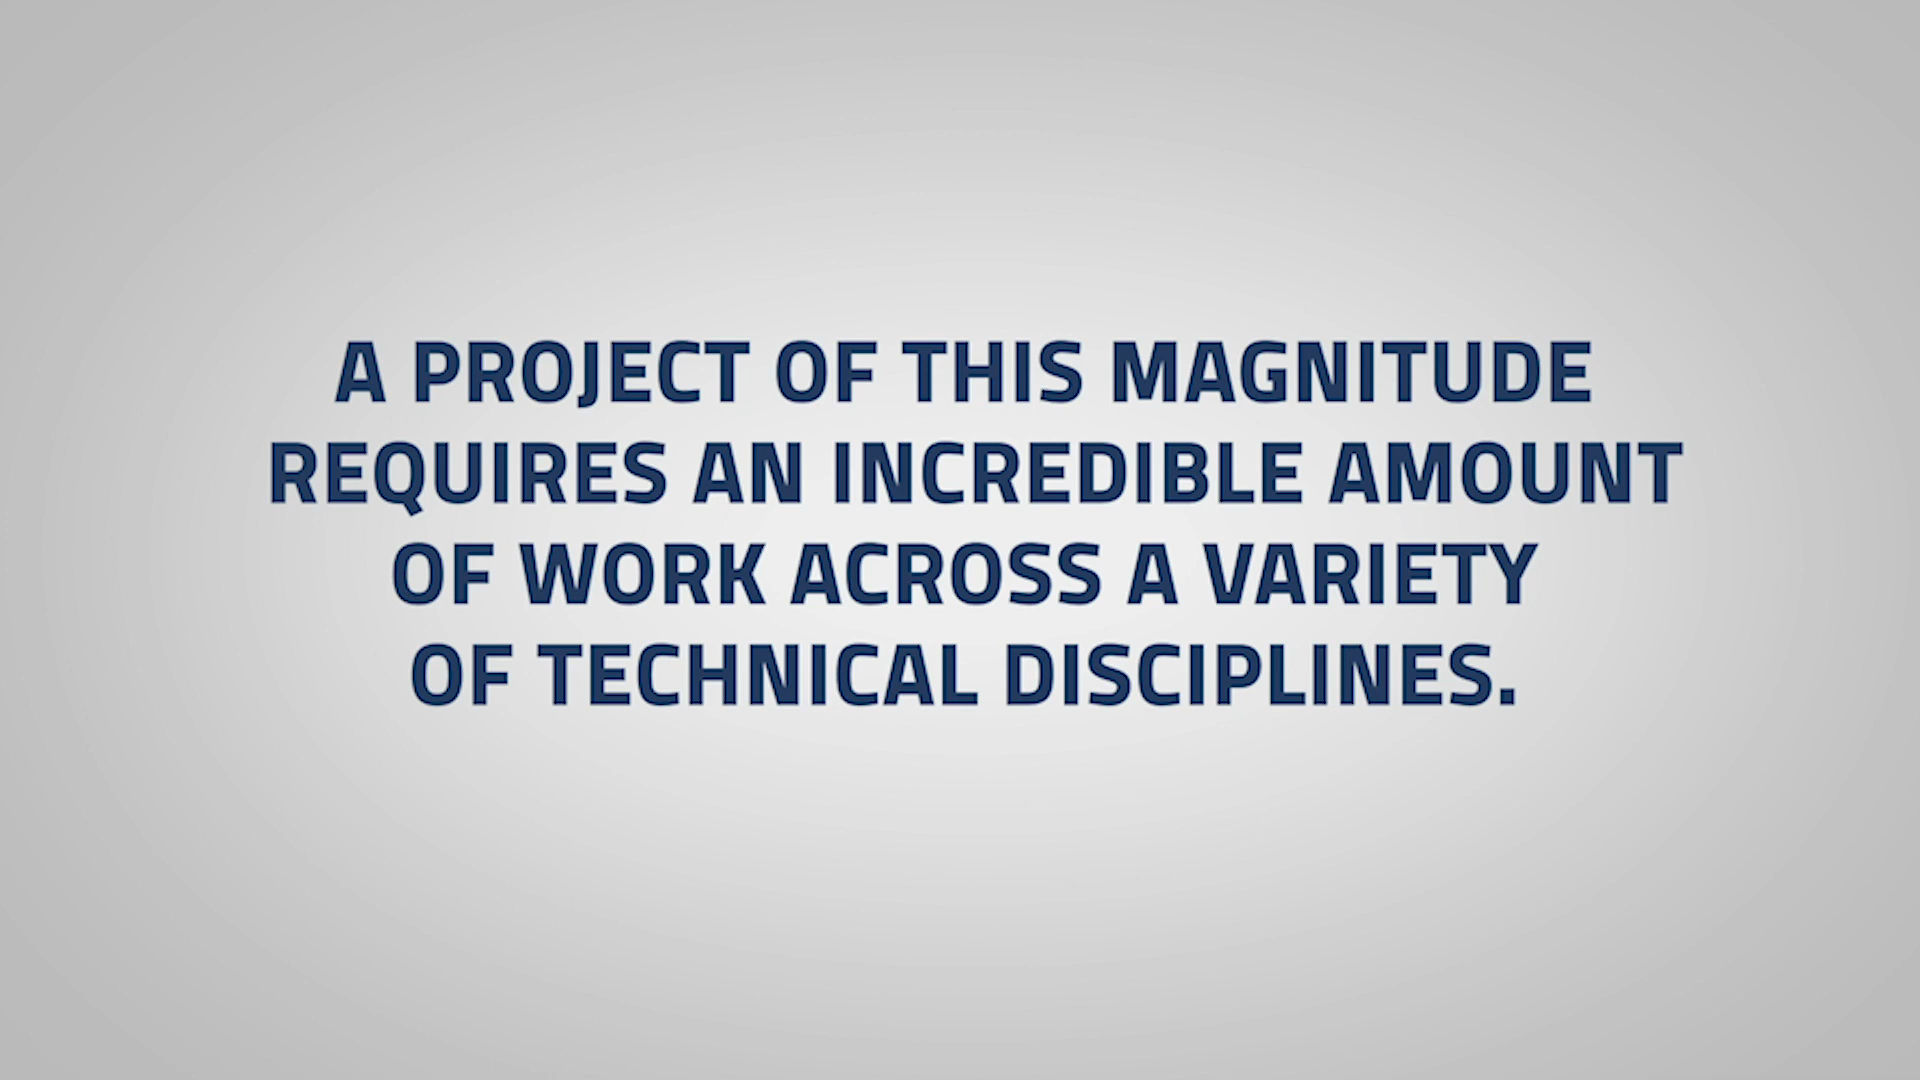 A PROJECT OF THIS MAGNITUDE
REQUIRES AN INCREDIBLE AMOUNT
OF WORK ACROSS A VARIETY
OF TECHNICAL DISCIPLINES.